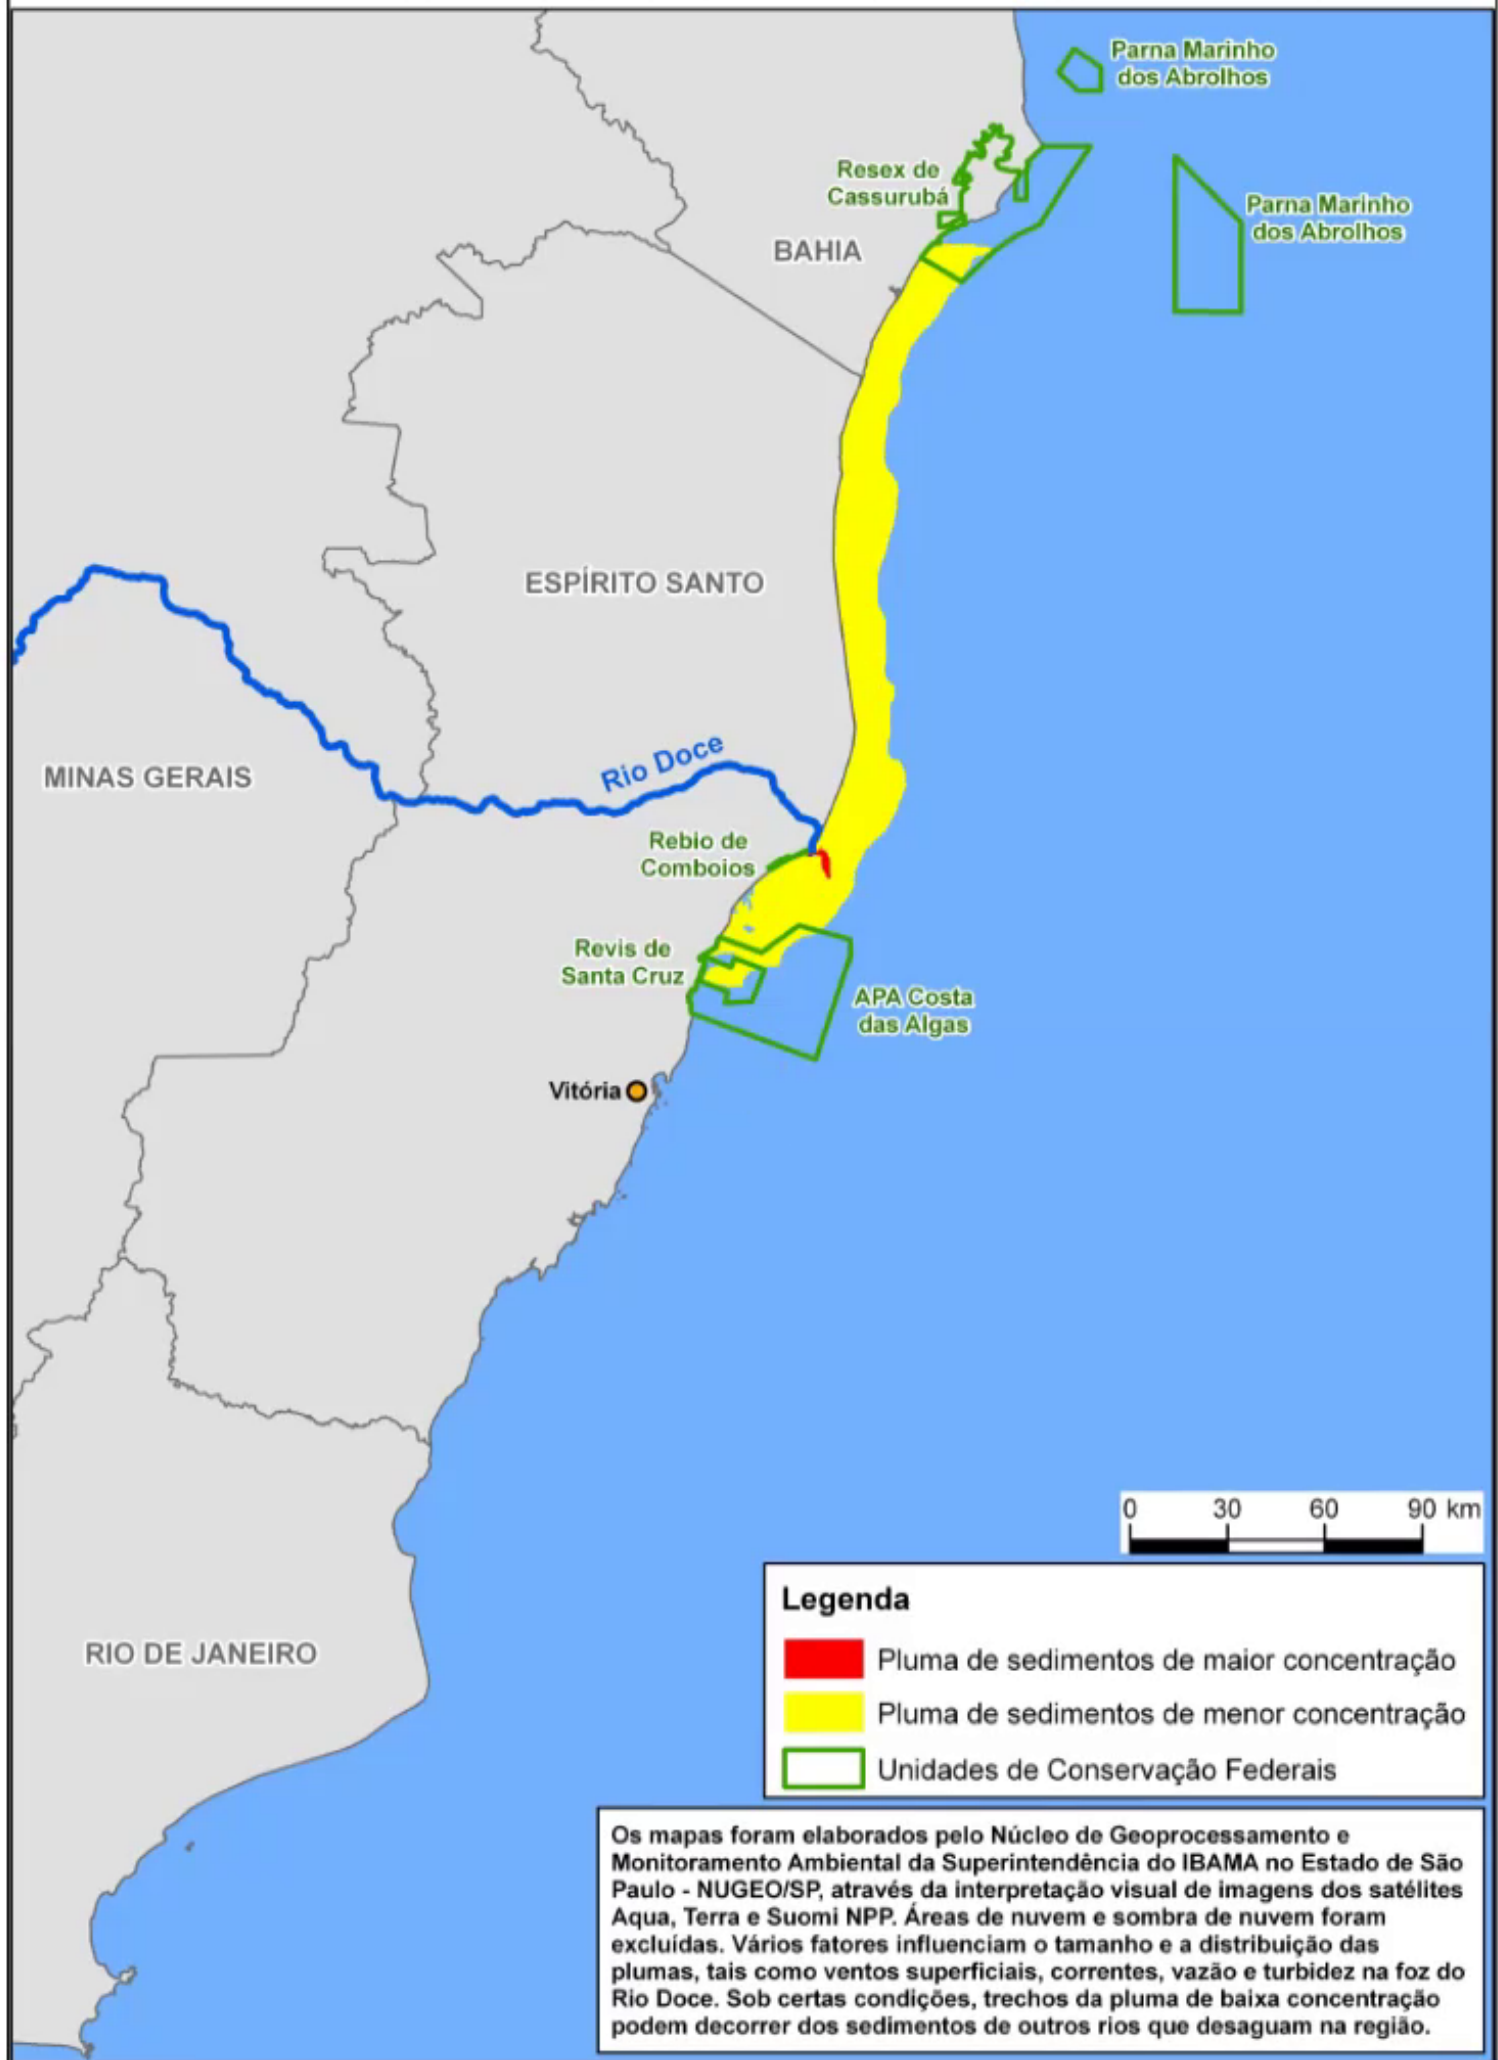 Parna Marinho
dos Abrolhos
Resex de
Cassurubá
Parna Marinho
dos Abrolhos
BAHIA
ESPÍRITO SANTO
Rio Doce
MINAS GERAIS
Rebio de
Comboios
Revis de
Santa Cruz
APA Costa
das Algas
Vitória
0 30 60 90 km
Legenda
RIO DE JANEIRO
Pluma de sedimentos de maior concentração
Pluma de sedimentos de menor concentração
Unidades de Conservação Federais
Os mapas foram elaborados pelo Núcleo de Geoprocessamento e
Monitoramento Ambiental da Superintendência do IBAMA no Estado de São
Paulo - NUGEO/SP, através da interpretação visual de imagens dos satélites
Aqua, Terra e Suomi NPP. Áreas de nuvem e sombra de nuvem foram
excluídas. Vários fatores influenciam o tamanho e a distribuição das
plumas, tais como ventos superficiais, correntes, vazão e turbidez na foz do
Rio Doce. Sob certas condições, trechos da pluma de baixa concentração
podem decorrer dos sedimentos de outros rios que desaguam na região.